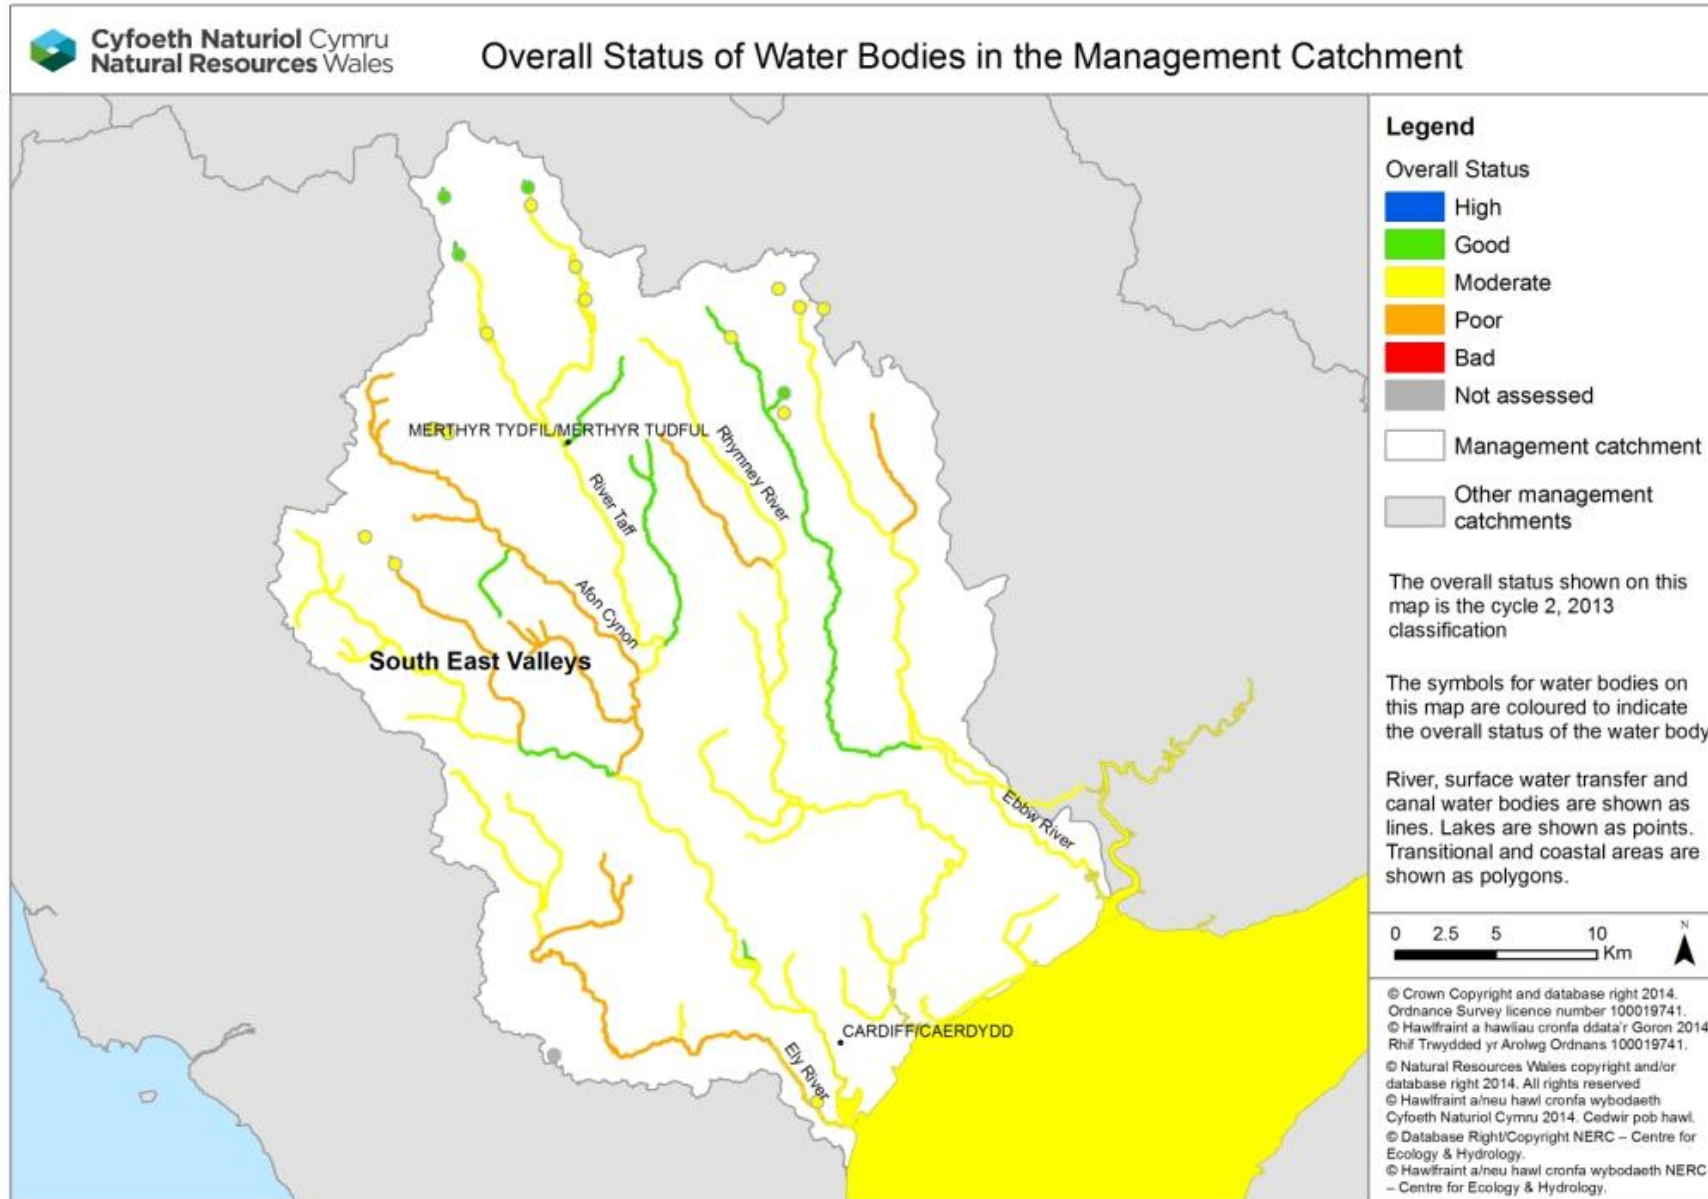 Cyfoeth Naturiol Cymru
Natural Resources Wales
Overall Status of Water Bodies in the Management Catchment
MERTHYR TYDFIL/MERTHYR TUDFUL
River Taff
Rhymney River
Afon Cynon
South East Valleys
Ebbw River
CARDIFF/CAERDYDD
Ely River
Legend
Overall Status
High
Good
Moderate
Poor
Bad
Not assessed
Management catchment
Other management
catchments
The overall status shown on this
map is the cycle 2, 2013
classification
The symbols for water bodies on
this map are coloured to indicate
the overall status of the water body
River, surface water transfer and
canal water bodies are shown as
lines. Lakes are shown as points.
Transitional and coastal areas are
shown as polygons.
0 2.5 5 10
Km
N
© Crown Copyright and database right 2014.
Ordnance Survey licence number 100019741.
© Hawlfraint a hawliau cronfa ddata'r Goron 2014
Rhif Trwydded yr Arolwg Ordnans 100019741.
© Natural Resources Wales copyright and/or
database right 2014. All rights reserved
© Hawlfraint a/neu hawl cronfa wybodaeth
Cyfoeth Naturiol Cymru 2014. Cedwir pob hawl.
© Database Right/Copyright NERC – Centre for
Ecology & Hydrology.
© Hawlfraint a/neu hawl cronfa wybodaeth NERC
– Centre for Ecology & Hydrology.